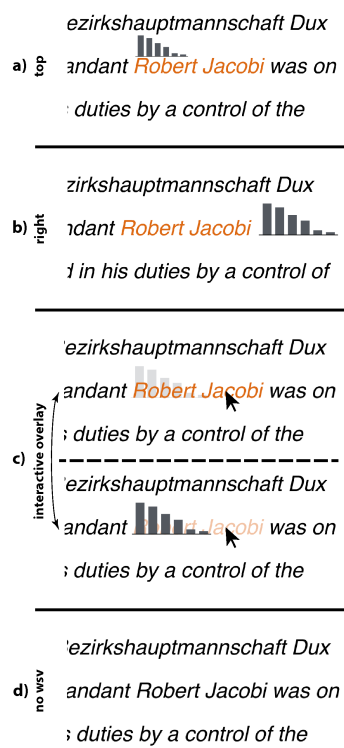 ezirkshauptmannschaft Dux
a) top
andant Robert Jacobi was on
s duties by a control of the
zirkshauptmannschaft Dux
b) right
ndant Robert Jacobi
d in his duties by a control of
ezirkshauptmannschaft Dux
andant Robert Jacobi was on
s duties by a control of the
c) interactive overlay
ezirkshauptmannschaft Dux
andant Robert Jacobi was on
s duties by a control of the
ezirkshauptmannschaft Dux
d) no wsv
andant Robert Jacobi was on
s duties by a control of the